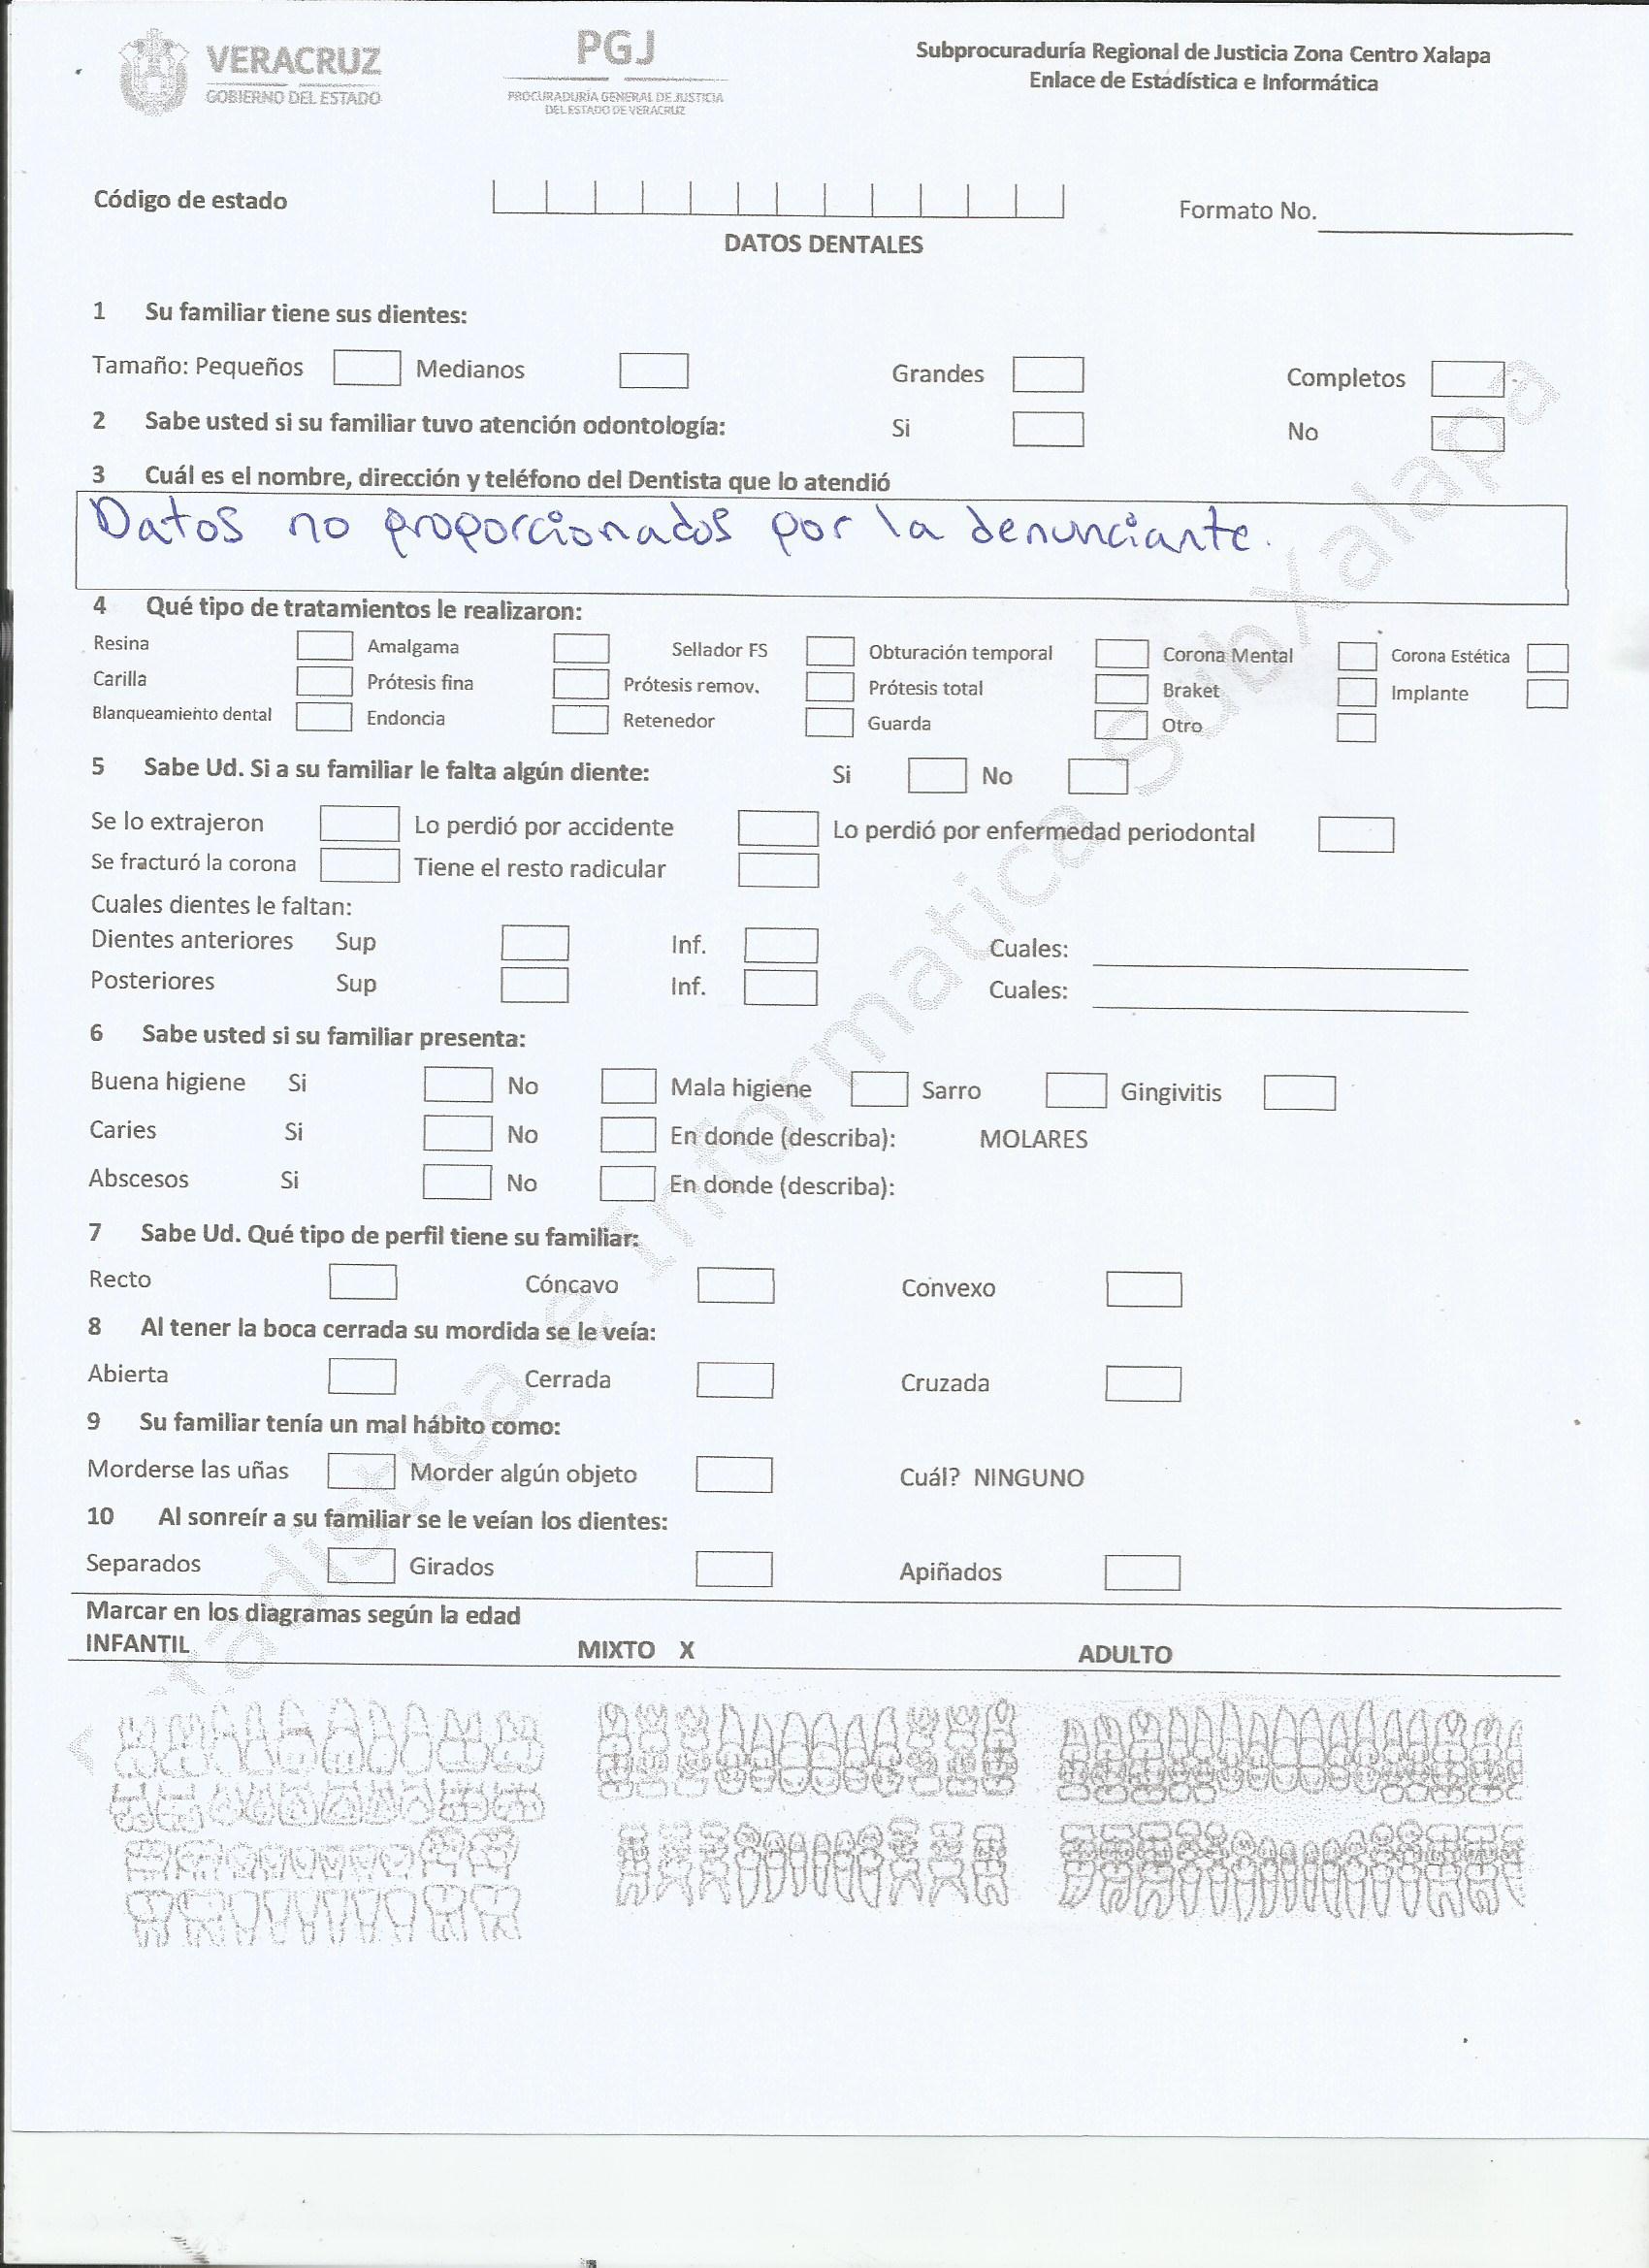 VERACRUZ
GOBIERNO DEL ESTADO
PGJ
PROCURADURÍA GENERAL DE JUSTICIA
DEL ESTADO DE VERACRUZ
Subprocuraduría Regional de Justicia Zona Centro Xalapa
Enlace de Estadística e Informática
Código de estado
Formato No.
DATOS DENTALES
1 Su familiar tiene sus dientes:
Tamaño: Pequeños Medianos Grandes Completos
2 Sabe usted si su familiar tuvo atención odontología: Si No
3 Cuál es el nombre, dirección y teléfono del Dentista que lo atendió
Datos no proporcionados por la denunciante.
4 Qué tipo de tratamientos le realizaron:
Resina Amalgama Sellador FS Obturación temporal Corona Mental Corona Estética
Carilla Prótesis fina Prótesis remov. Prótesis total Braket Implante
Blanqueamiento dental Endoncia Retenedor Guarda Otro
5 Sabe Ud. Si a su familiar le falta algún diente: Si No
Se lo extrajeron Lo perdió por accidente Lo perdió por enfermedad periodontal
Se fracturó la corona Tiene el resto radicular
Cuales dientes le faltan:
Dientes anteriores Sup Inf. Cuales:
Posteriores Sup Inf. Cuales:
6 Sabe usted si su familiar presenta:
Buena higiene Si No Mala higiene Sarro Gingivitis
Caries Si No En donde (describa): MOLARES
Abscesos Si No En donde (describa):
7 Sabe Ud. Qué tipo de perfil tiene su familiar:
Recto Cóncavo Convexo
8 Al tener la boca cerrada su mordida se le veía:
Abierta Cerrada Cruzada
9 Su familiar tenía un mal hábito como:
Morderse las uñas Morder algún objeto Cuál? NINGUNO
10 Al sonreír a su familiar se le veían los dientes:
Separados Girados Apiñados
Marcar en los diagramas según la edad
INFANTIL MIXTO X ADULTO
Estadistica e Informatica SubXalapa